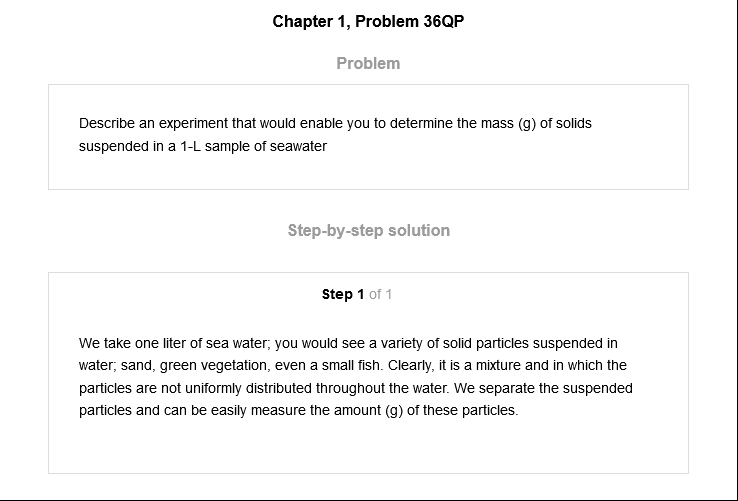 Chapter 1, Problem 36QP
Problem
Describe an experiment that would enable you to determine the mass (g) of solids
suspended in a 1-L sample of seawater
Step-by-step solution
Step 1 of 1
We take one liter of sea water; you would see a variety of solid particles suspended in
water; sand, green vegetation, even a small fish. Clearly, it is a mixture and in which the
particles are not uniformly distributed throughout the water. We separate the suspended
particles and can be easily measure the amount (g) of these particles.